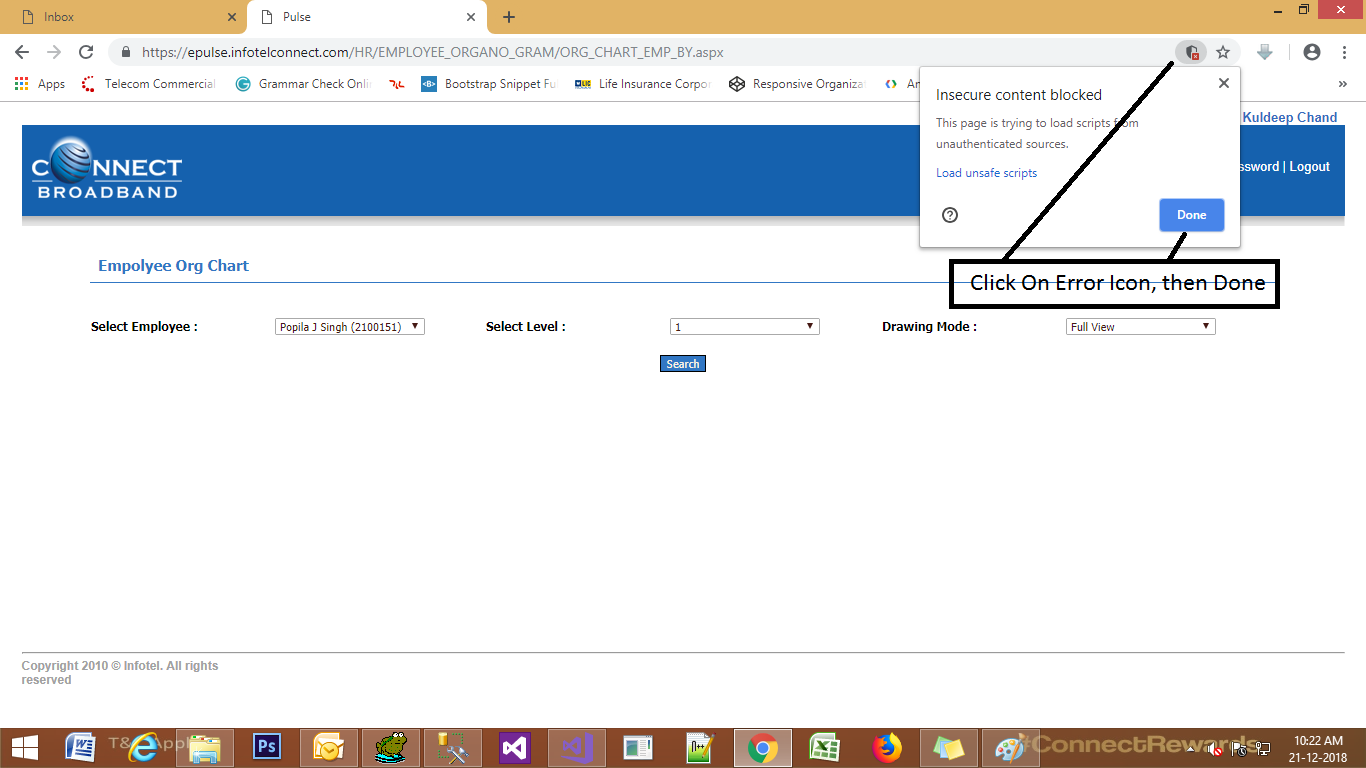 Inbox
Pulse
https://epulse.infotelconnect.com/HR/EMPLOYEE_ORGANO_GRAM/ORG_CHART_EMP_BY.aspx
Apps Telecommercial Grammar Check Onli Bootstrap Snippet Fu Life Insurance Corpor Responsive Organiza An »
Insecure content blocked
This page is trying to load scripts from
unauthenticated sources.
Load unsafe scripts
Done
Kuldeep Chand
CONNECT
BROADBAND
ssword | Logout
Click On Error Icon, then Done
Empolyee Org Chart
Select Employee : Popila J Singh (2100151) Select Level : 1 Drawing Mode : Full View
Search
Copyright 2010 © Infotel. All rights
reserved
#ConnectRewards
10:22 AM
21-12-2018